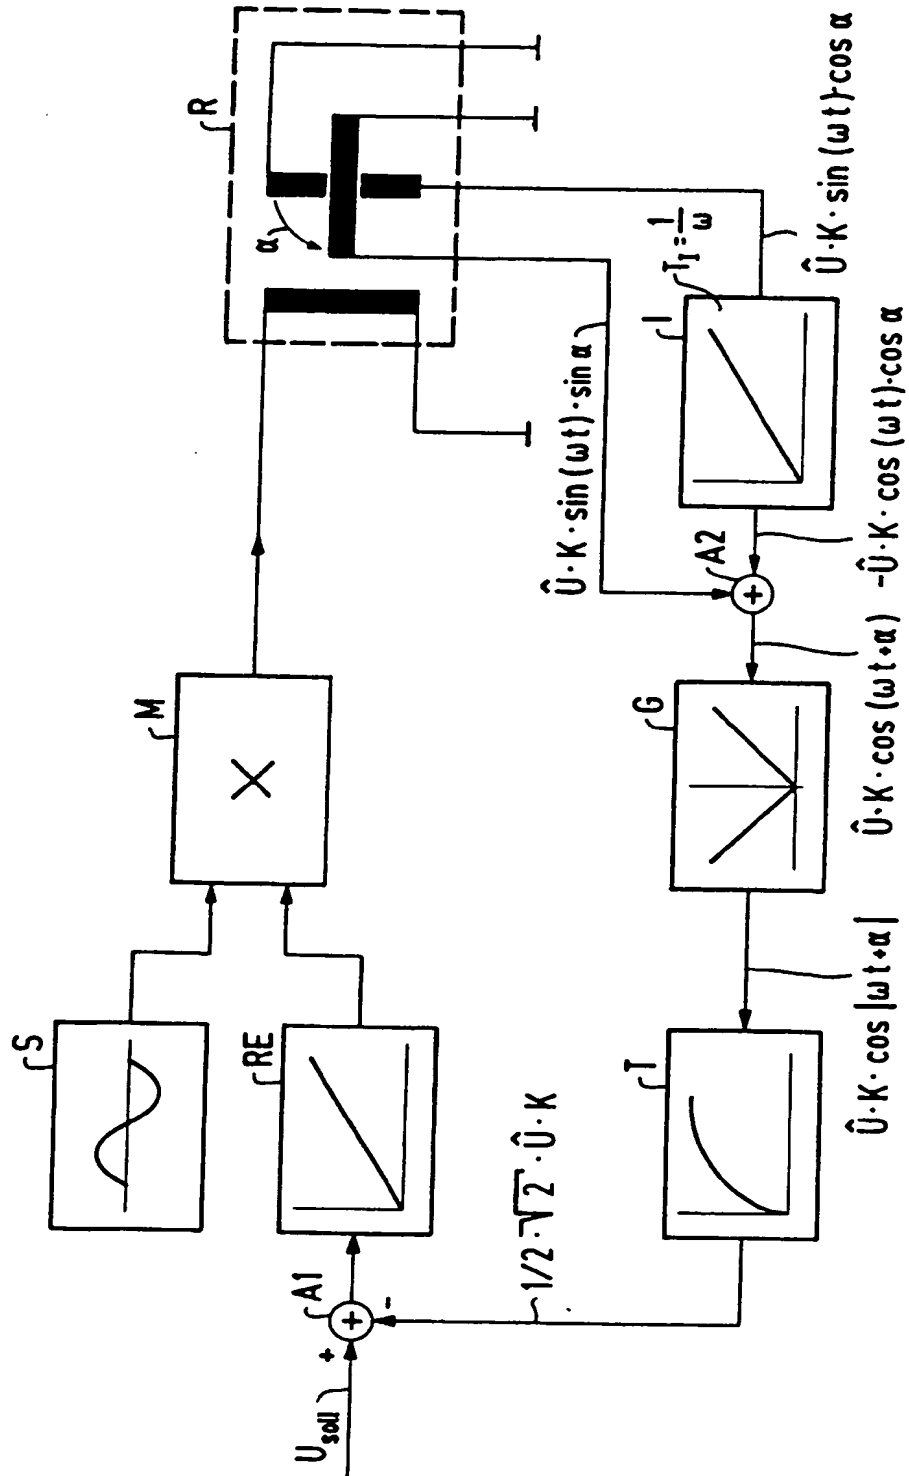 S
M
R
α
RE
U_soll
+
+
-
A1
1/2·√2·Û·K
Û·K·sin(ωt)·sin α
T_I = 1/ω
I
Û·K·sin(ωt)·cos α
A2
+
-Û·K·cos(ωt)·cos α
G
Û·K·cos(ωt+α)
T
Û·K·cos|ωt+α|